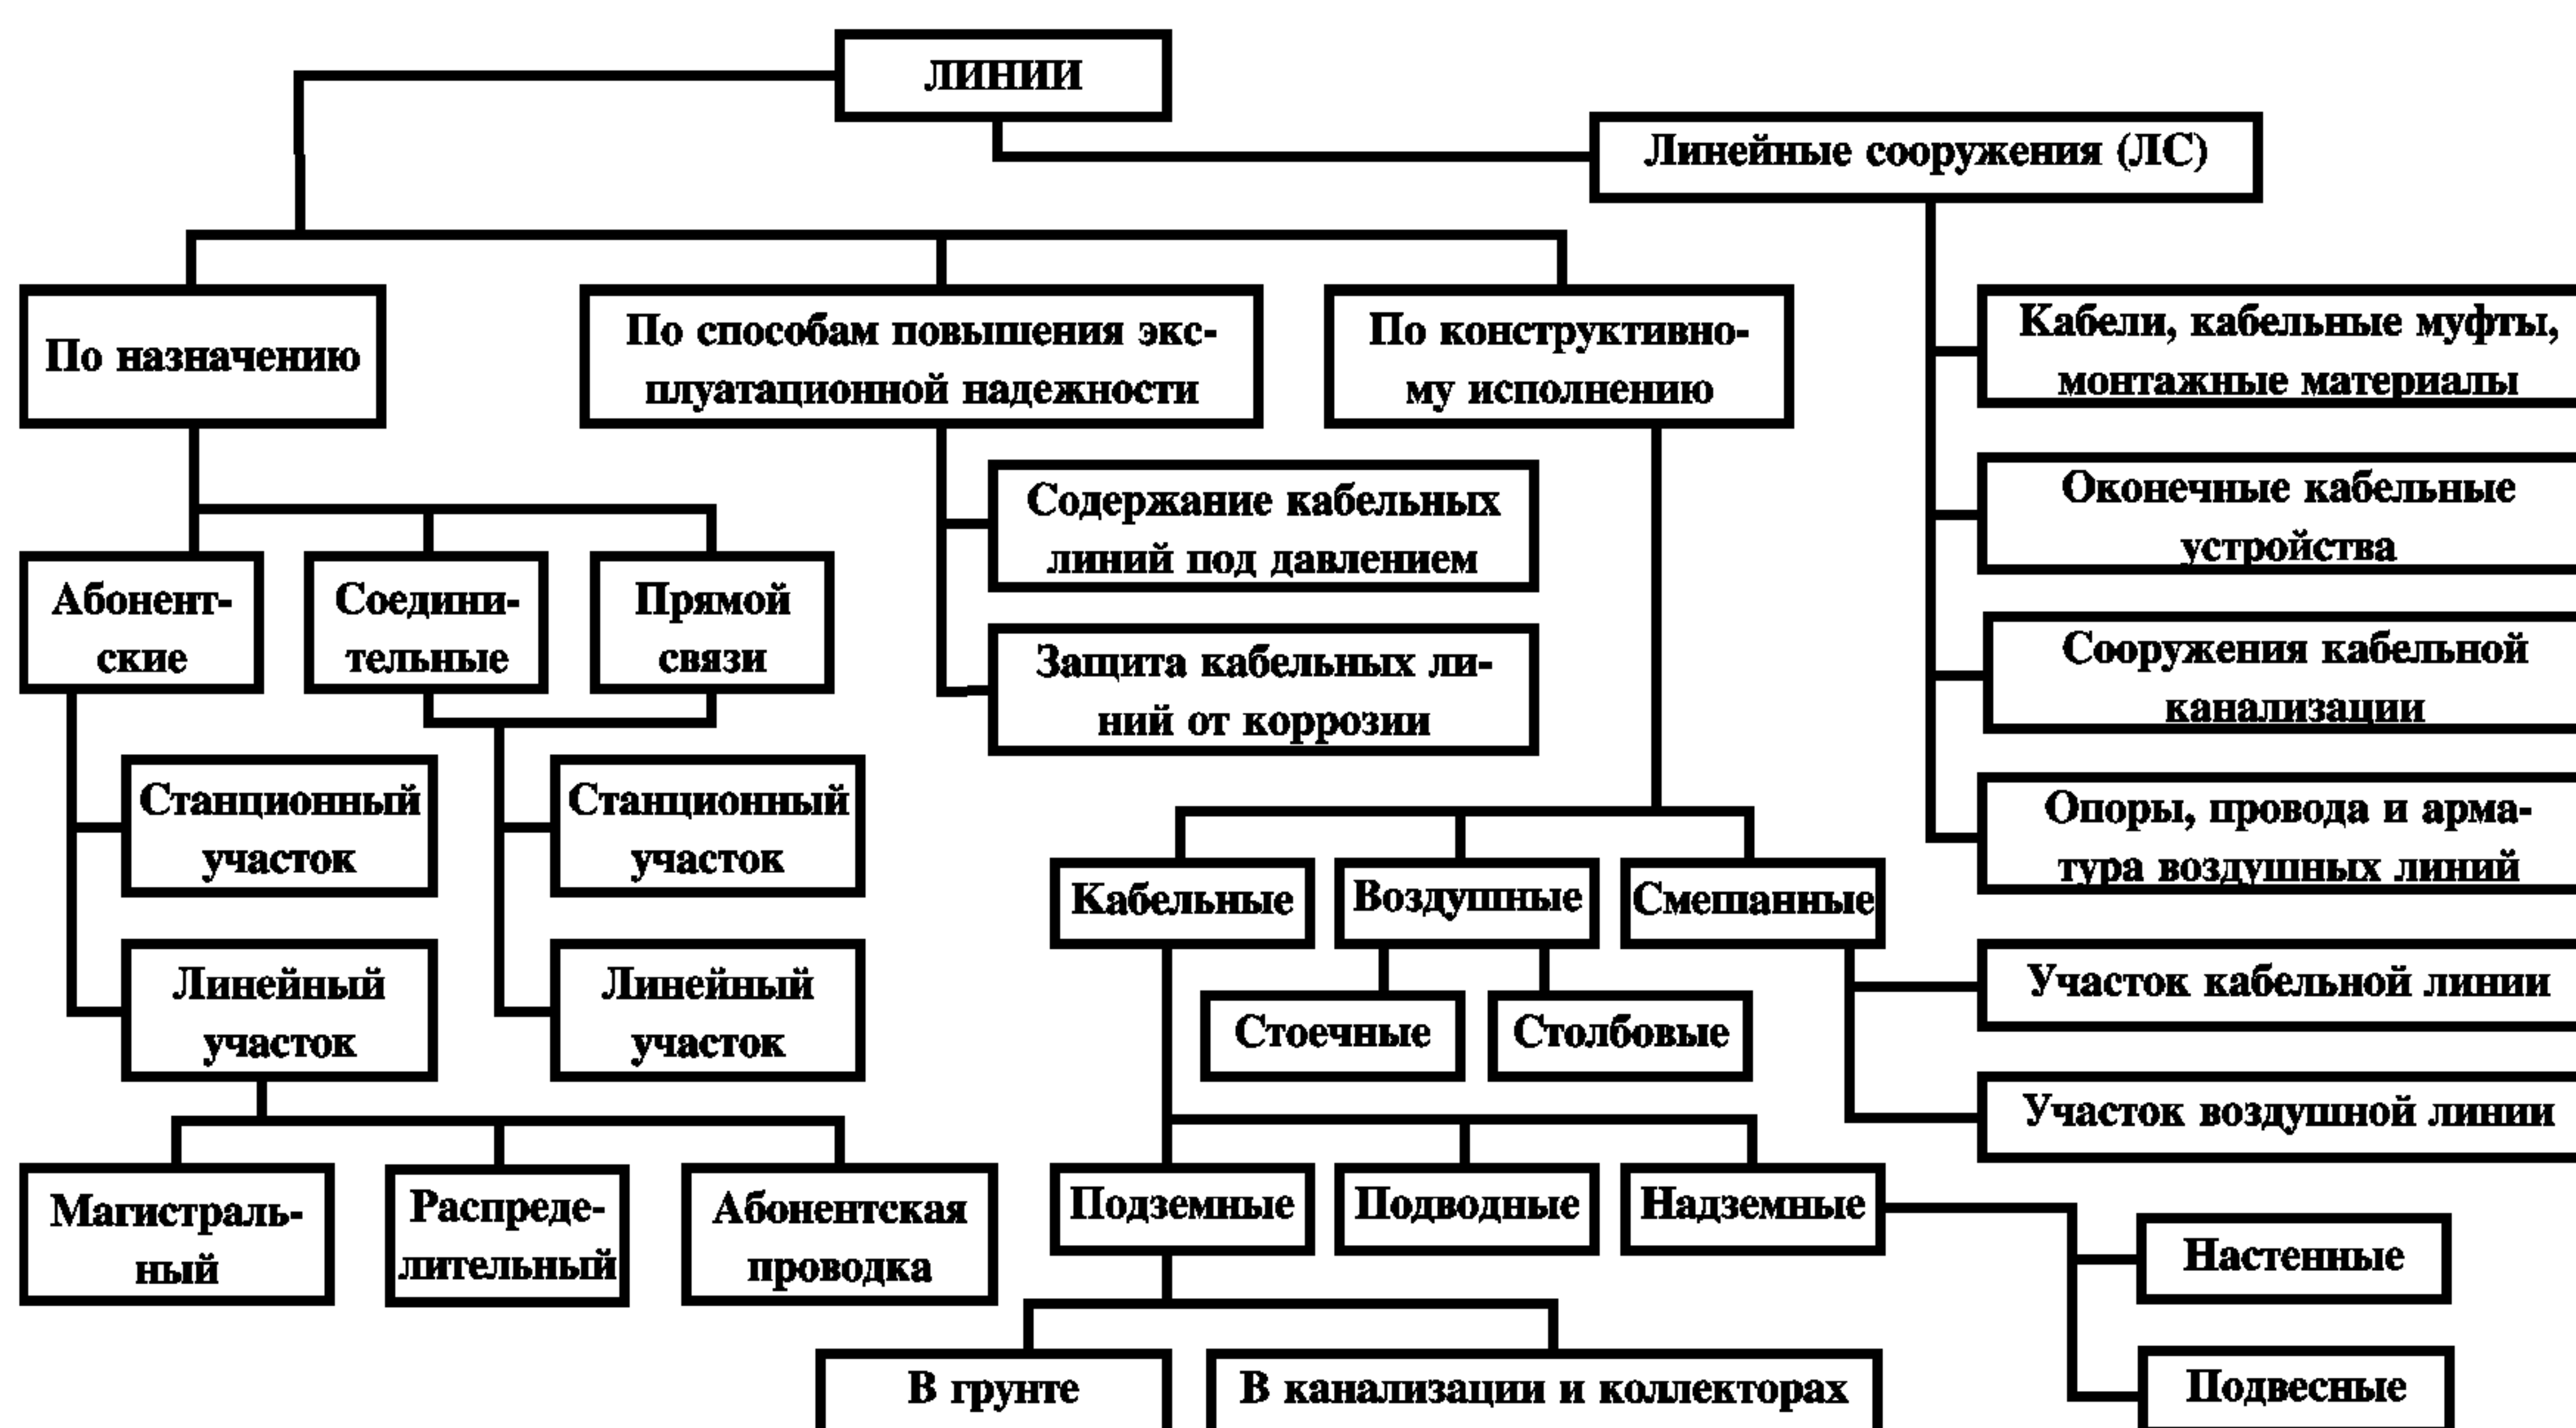 ЛИНИИ
Линейные сооружения (ЛС)
По назначению
По способам повышения экс-
плуатационной надежности
По конструктивно-
му исполнению
Кабели, кабельные муфты,
монтажные материалы
Оконечные кабельные
устройства
Сооружения кабельной
канализации
Опоры, провода и арма-
тура воздушных линий
Содержание кабельных
линий под давлением
Защита кабельных ли-
ний от коррозии
Абонент-
ские
Соедини-
тельные
Прямой
связи
Станционный
участок
Станционный
участок
Линейный
участок
Линейный
участок
Магистраль-
ный
Распреде-
лительный
Абонентская
проводка
Кабельные
Воздушные
Смешанные
Стоечные
Столбовые
Участок кабельной линии
Участок воздушной линии
Подземные
Подводные
Надземные
Настенные
Подвесные
В грунте
В канализации и коллекторах